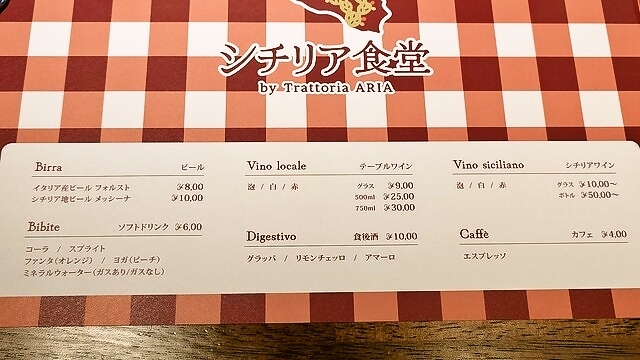 シチリア食堂
by Trattoria ARIA
Birra ビール
イタリア産ビール フォルスト 8,00
シチリア地ビール メッシーナ 10,00
Bibite ソフトドリンク 6,00
コーラ / スプライト
ファンタ(オレンジ) / ヨガ(ピーチ)
ミネラルウォーター(ガスあり/ガスなし)
Vino locale テーブルワイン
泡 / 白 / 赤 グラス 9,00
500ml 25,00
750ml 30,00
Digestivo 食後酒 10,00
グラッパ / リモンチェッロ / アマーロ
Vino siciliano シチリアワイン
泡 / 白 / 赤 グラス 10,00〜
ボトル 50,00〜
Caffè カフェ 4,00
エスプレッソ